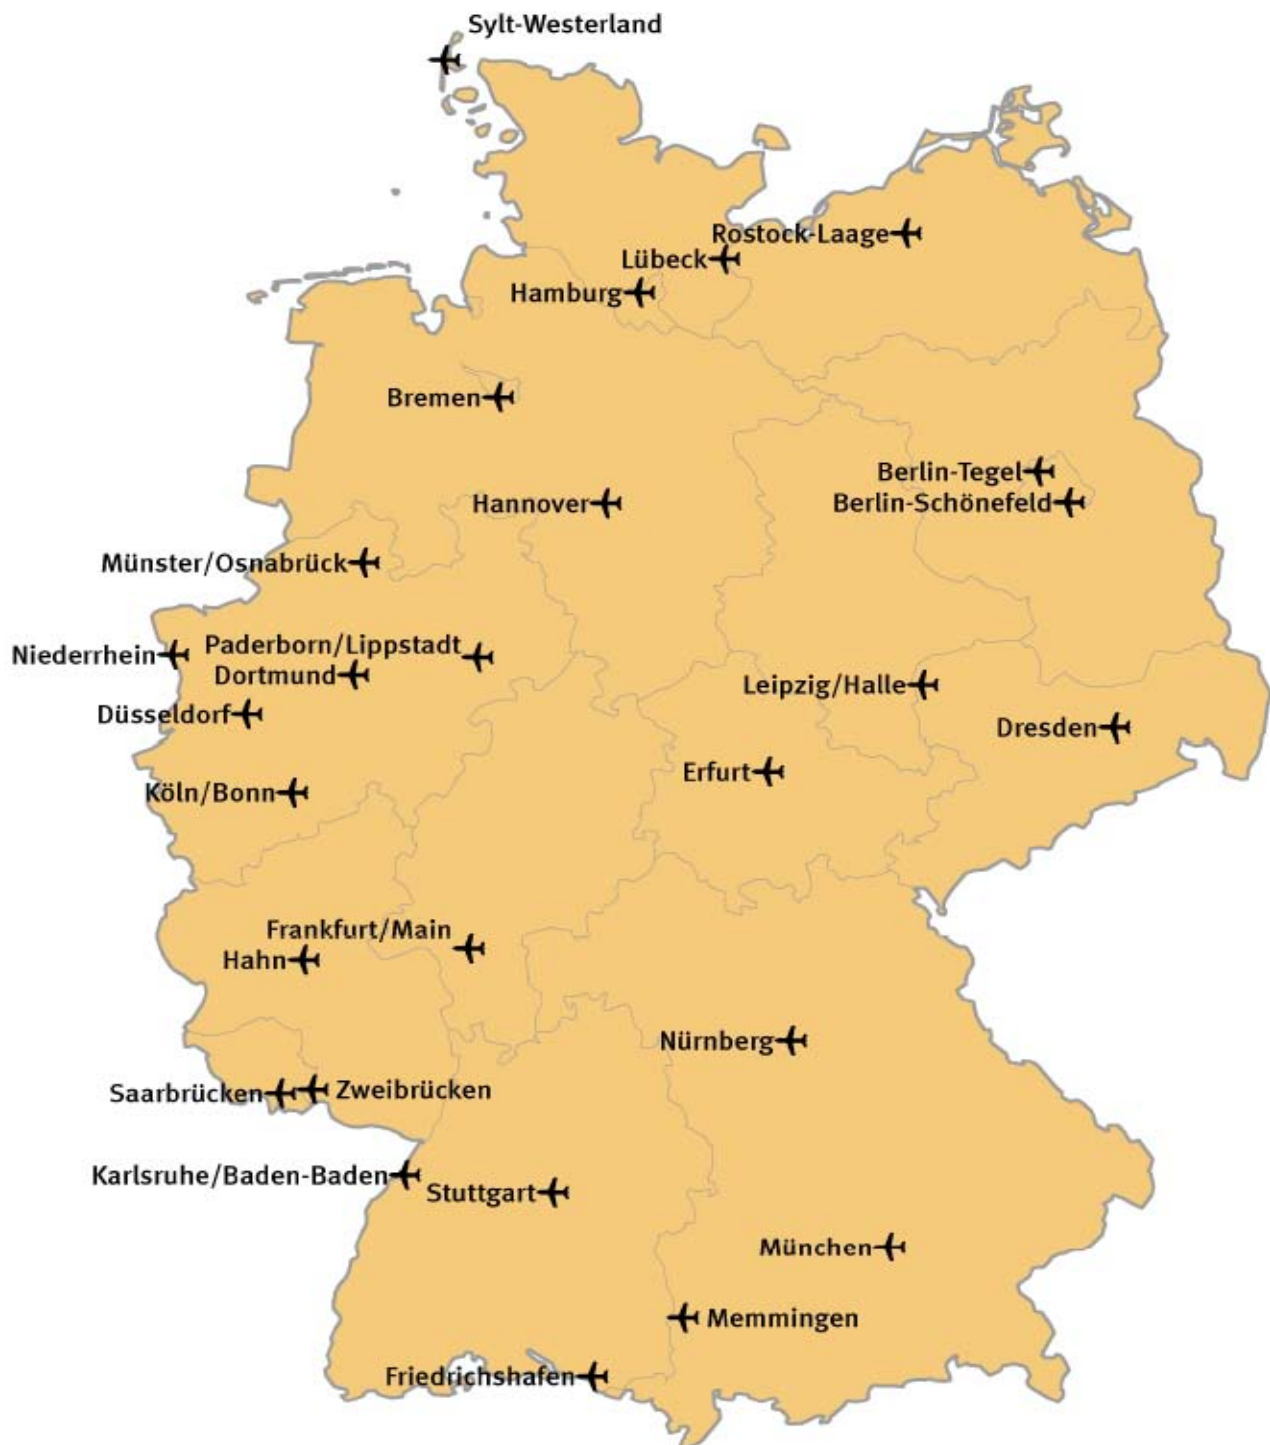 Sylt-Westerland
Rostock-Laage
Lübeck
Hamburg
Bremen
Berlin-Tegel
Hannover
Berlin-Schönefeld
Münster/Osnabrück
Niederrhein
Paderborn/Lippstadt
Dortmund
Leipzig/Halle
Düsseldorf
Dresden
Erfurt
Köln/Bonn
Frankfurt/Main
Hahn
Nürnberg
Saarbrücken
Zweibrücken
Karlsruhe/Baden-Baden
Stuttgart
München
Memmingen
Friedrichshafen